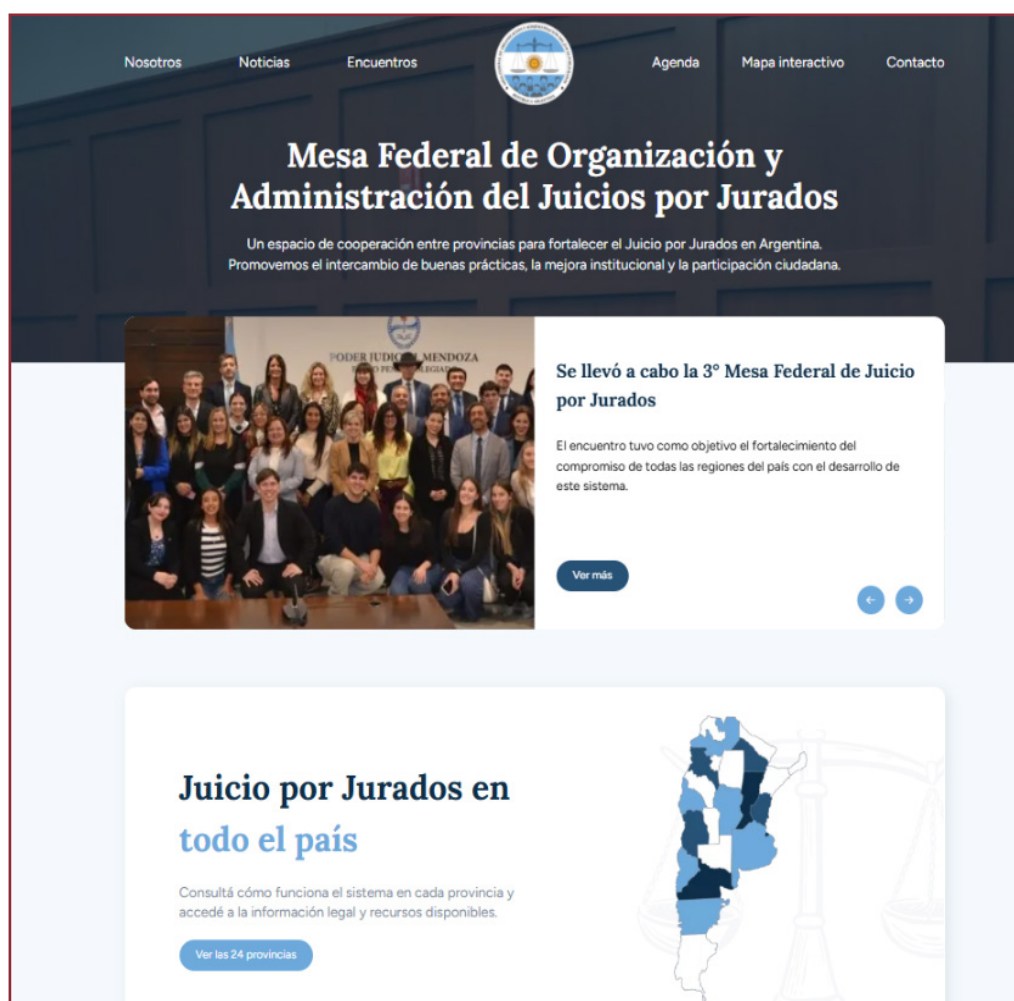 Nosotros
Noticias
Encuentros
Agenda
Mapa interactivo
Contacto
Mesa Federal de Organización y
Administración del Juicios por Jurados
Un espacio de cooperación entre provincias para fortalecer el Juicio por Jurados en Argentina.
Promovemos el intercambio de buenas prácticas, la mejora institucional y la participación ciudadana.
Se llevó a cabo la 3° Mesa Federal de Juicio
por Jurados
El encuentro tuvo como objetivo el fortalecimiento del
compromiso de todas las regiones del país con el desarrollo de
este sistema.
Ver más
PODER JUDICIAL MENDOZA
Juicio por Jurados en
todo el país
Consultá cómo funciona el sistema en cada provincia y
accedé a la información legal y recursos disponibles.
Ver las 24 provincias